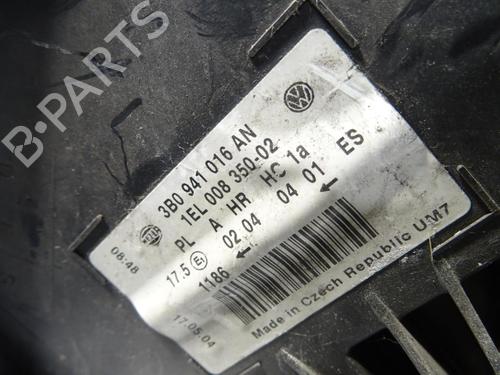 3B0 941 016 AN
1EL 008 350-02
PL A HR HC 1a
17.5 E1 02 04 04 01 ES
1186
08:48
17.05.04
Made in Czech Republic UM7
B-PARTS